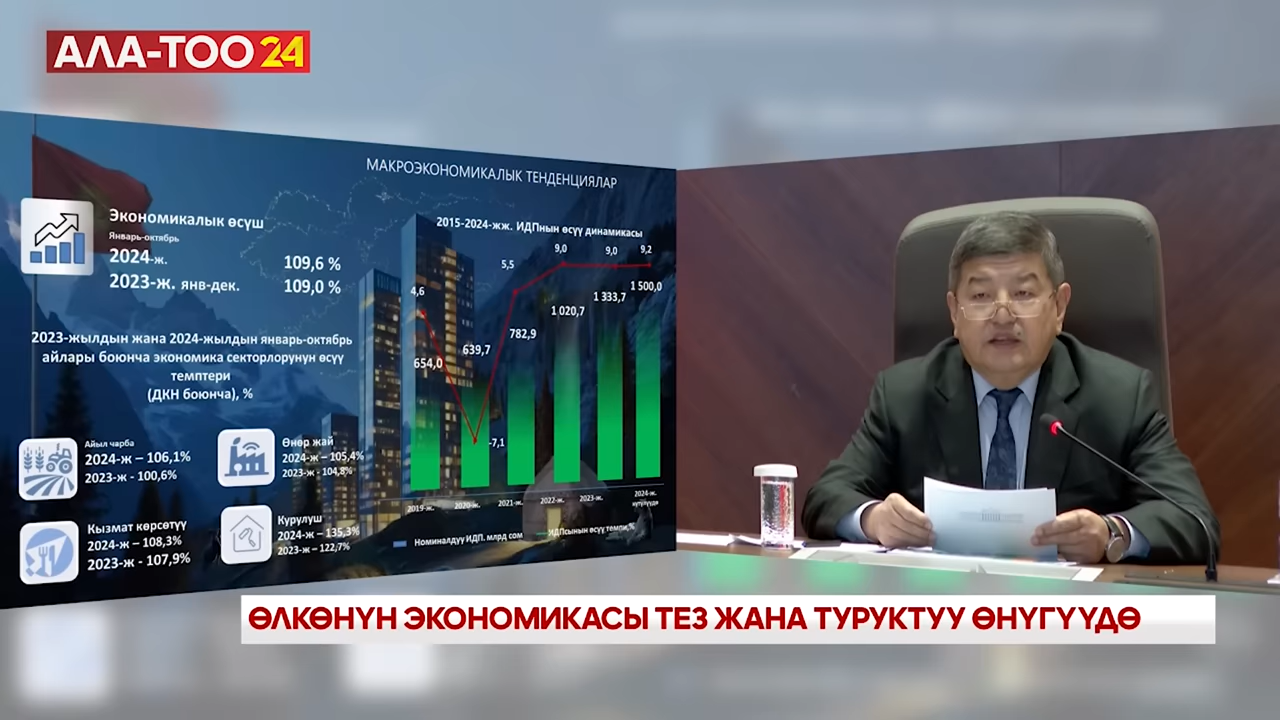 АЛА-ТОО 24
МАКРОЭКОНОМИКАЛЫК ТЕНДЕНЦИЯЛАР
Экономикалык өсүш
Январь-октябрь
2024-ж. 109,6 %
2023-ж. янв-дек. 109,0 %
2023-жылдын жана 2024-жылдын январь-октябрь
айлары боюнча экономика секторлорунун өсүү
темптери
(ДКН боюнча), %
Айыл чарба
2024-ж – 106,1%
2023-ж - 100,6%
Өнөр жай
2024-ж – 105,4%
2023-ж – 104,8%
Кызмат көрсөтүү
2024-ж – 108,3%
2023-ж - 107,9%
Курулуш
2024-ж – 135,3%
2023-ж – 122,7%
2015-2024-жж. ИДПнын өсүү динамикасы
4,6 -7,1 5,5 9,0 9,0 9,2
654,0 639,7 782,9 1 020,7 1 333,7 1 500,0
2019-ж. 2020-ж. 2021-ж. 2022-ж. 2023-ж. 2024-ж.
күтүлүүдө
Номиналдуу ИДП, млрд сом ИДПсынын өсүү темпи,%
ӨЛКӨНҮН ЭКОНОМИКАСЫ ТЕЗ ЖАНА ТУРУКТУУ ӨНҮГҮҮДӨ